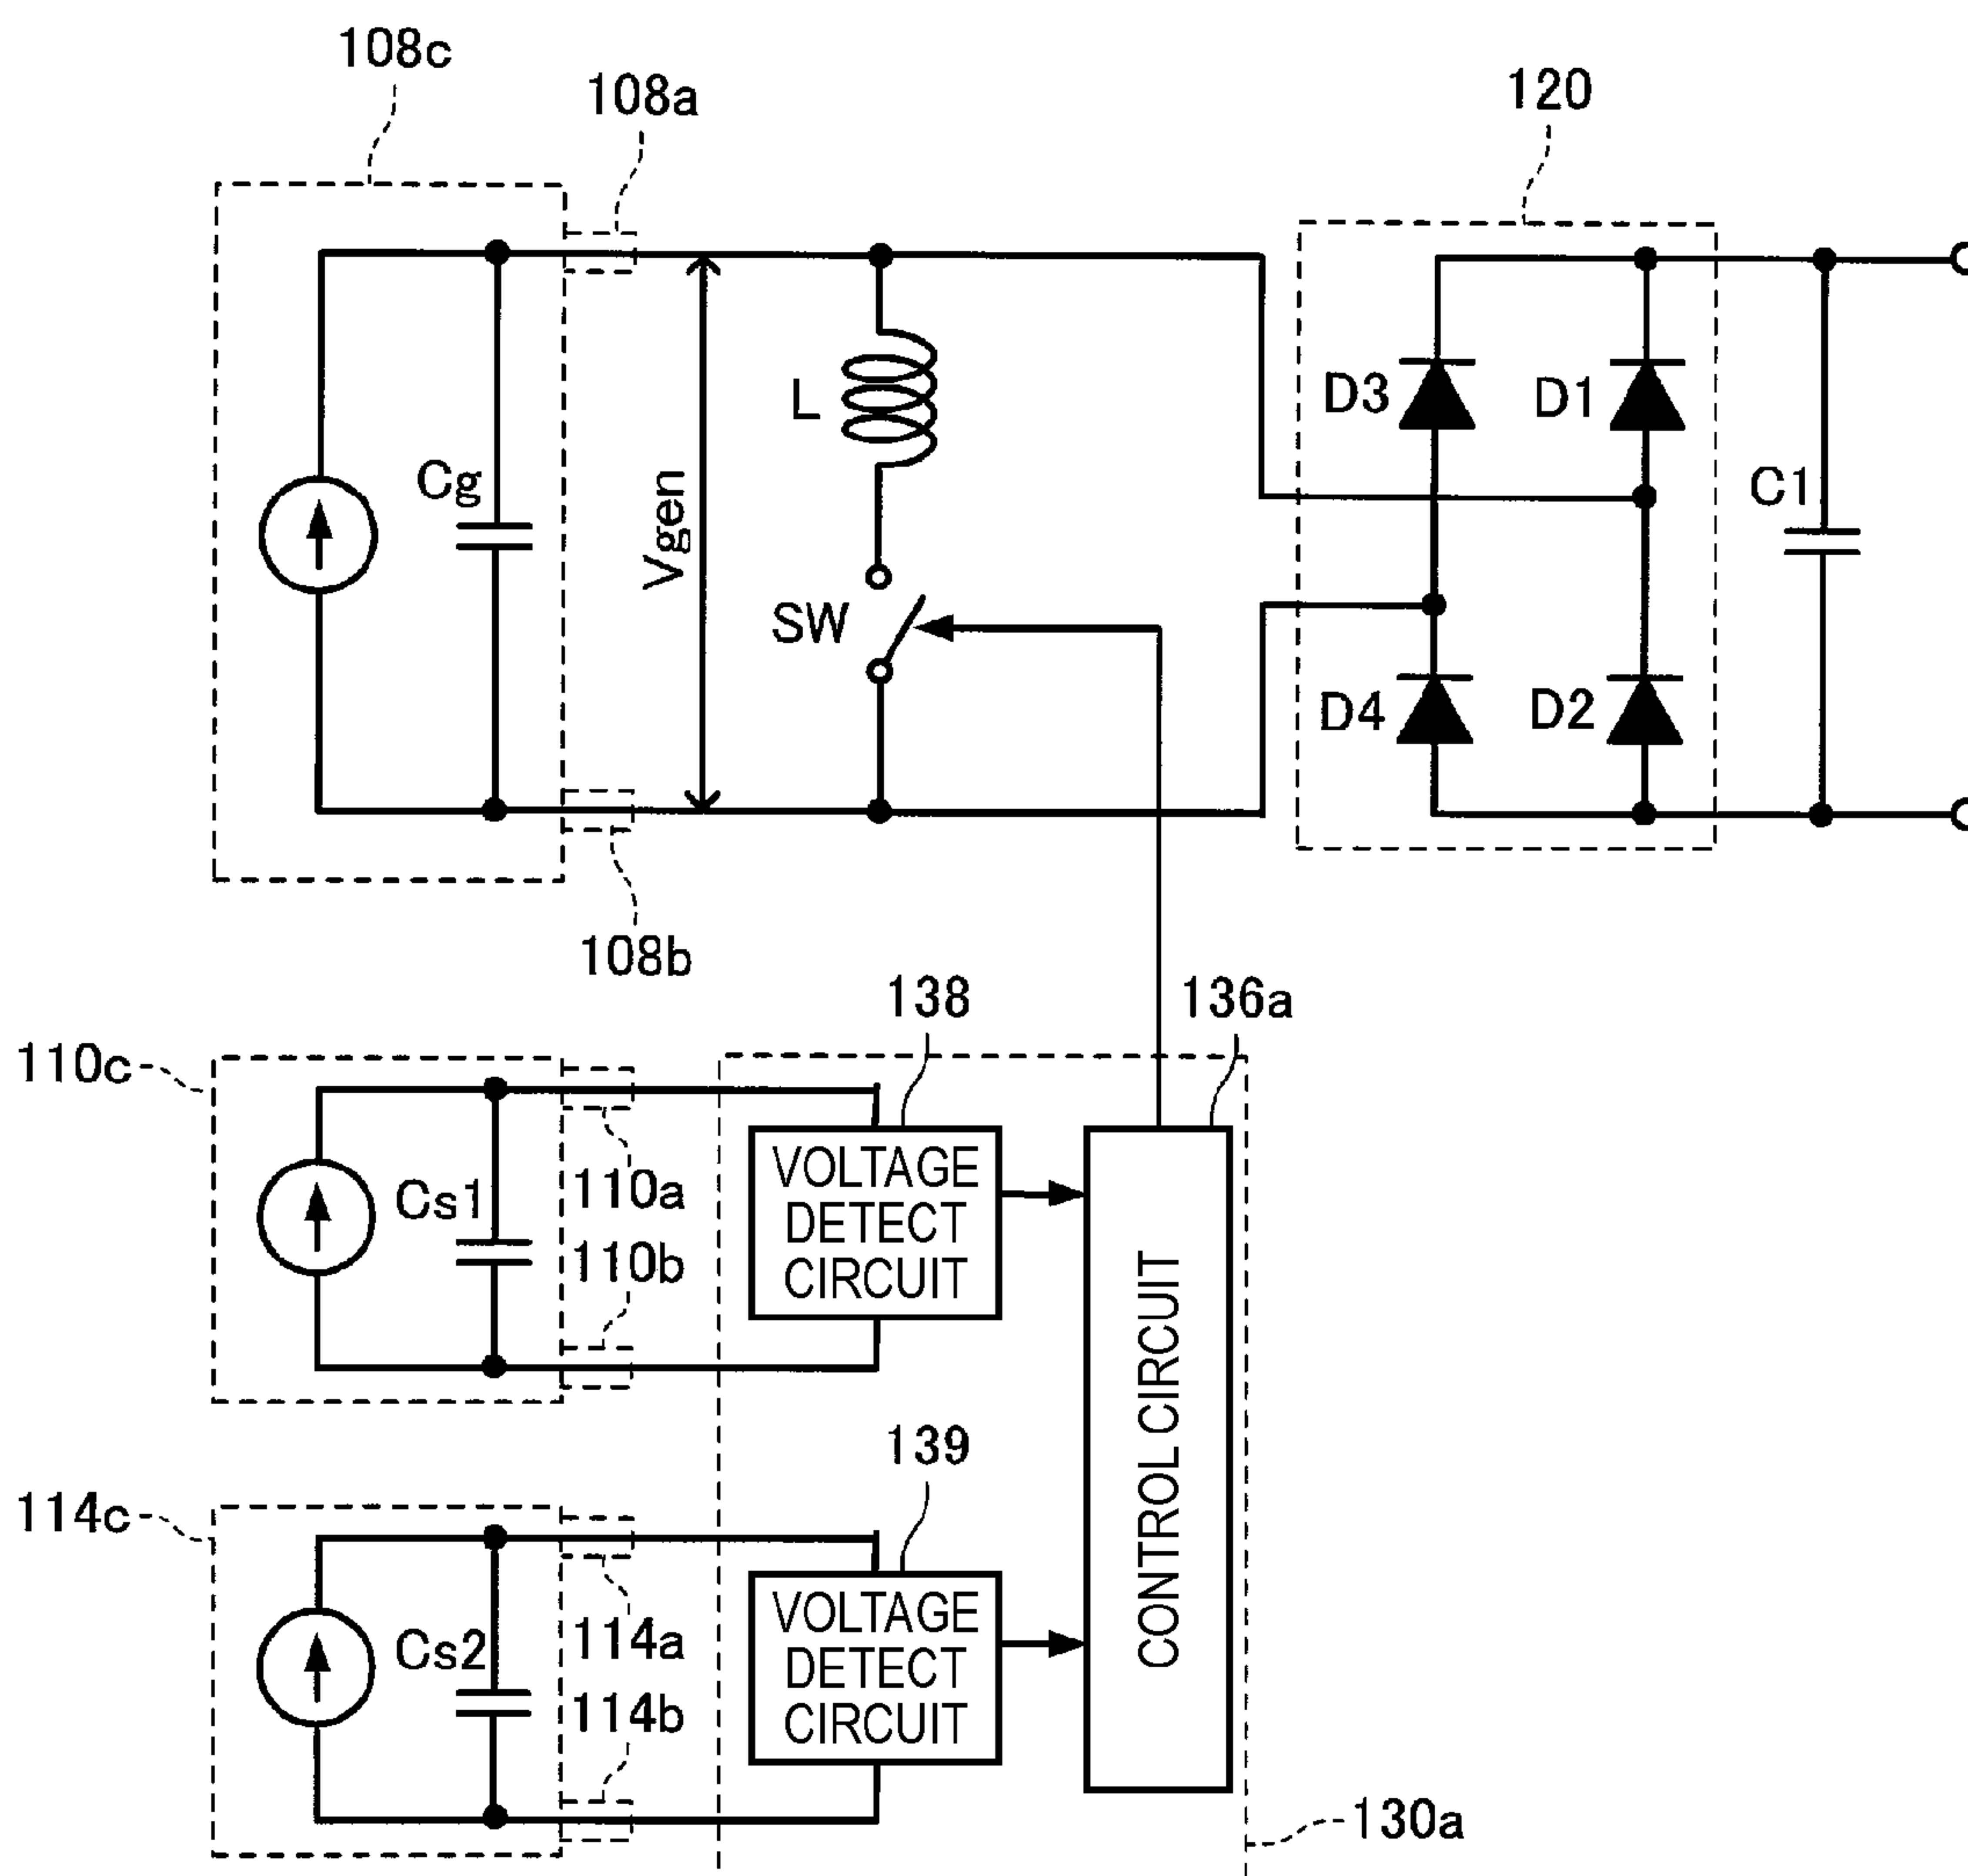 108c
108a
120
Cg
Vgen
L
SW
D3
D1
D4
D2
C1
108b
138
136a
110c
Cs1
110a
110b
VOLTAGE
DETECT
CIRCUIT
CONTROL CIRCUIT
139
114c
Cs2
114a
114b
VOLTAGE
DETECT
CIRCUIT
130a